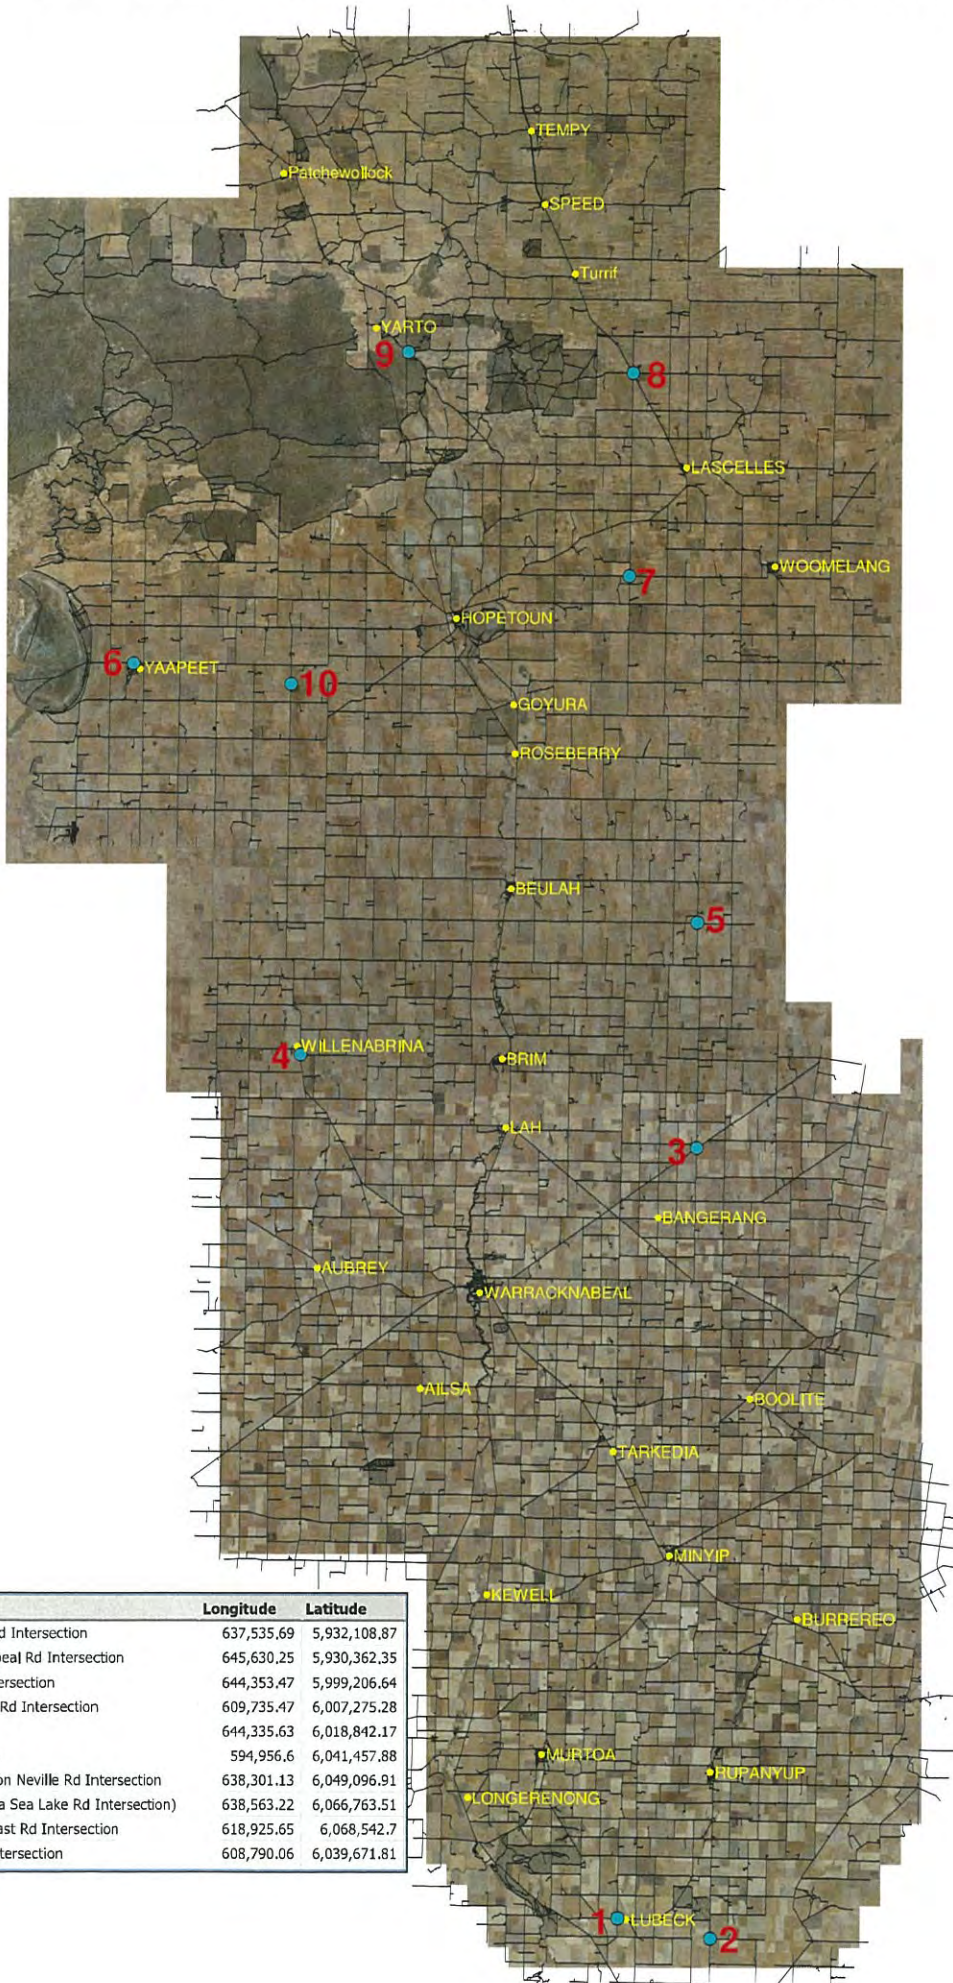 TEMPY
Patchewollock
SPEED
Turrif
YARTO
9
8
LASCELLES
WOOMELANG
7
HOPETOUN
6
YAAPEET
10
GOYURA
ROSEBERRY
BEULAH
5
WILLENABRINA
4
BRIM
LAH
3
BANGERANG
AUBREY
WARRACKNABEAL
AILSA
BOOLITE
TARKEDIA
MINYIP
KEWELL
BURREREO
Longitude Latitude
d Intersection 637,535.69 5,932,108.87
beal Rd Intersection 645,630.25 5,930,362.35
ersection 644,353.47 5,999,206.64
Rd Intersection 609,735.47 6,007,275.28
644,335.63 6,018,842.17
594,956.6 6,041,457.88
on Neville Rd Intersection 638,301.13 6,049,096.91
a Sea Lake Rd Intersection) 638,563.22 6,066,763.51
ast Rd Intersection 618,925.65 6,068,542.7
ntersection 608,790.06 6,039,671.81
MURTOA
RUPANYUP
LONGERENONG
1
LUBECK
2